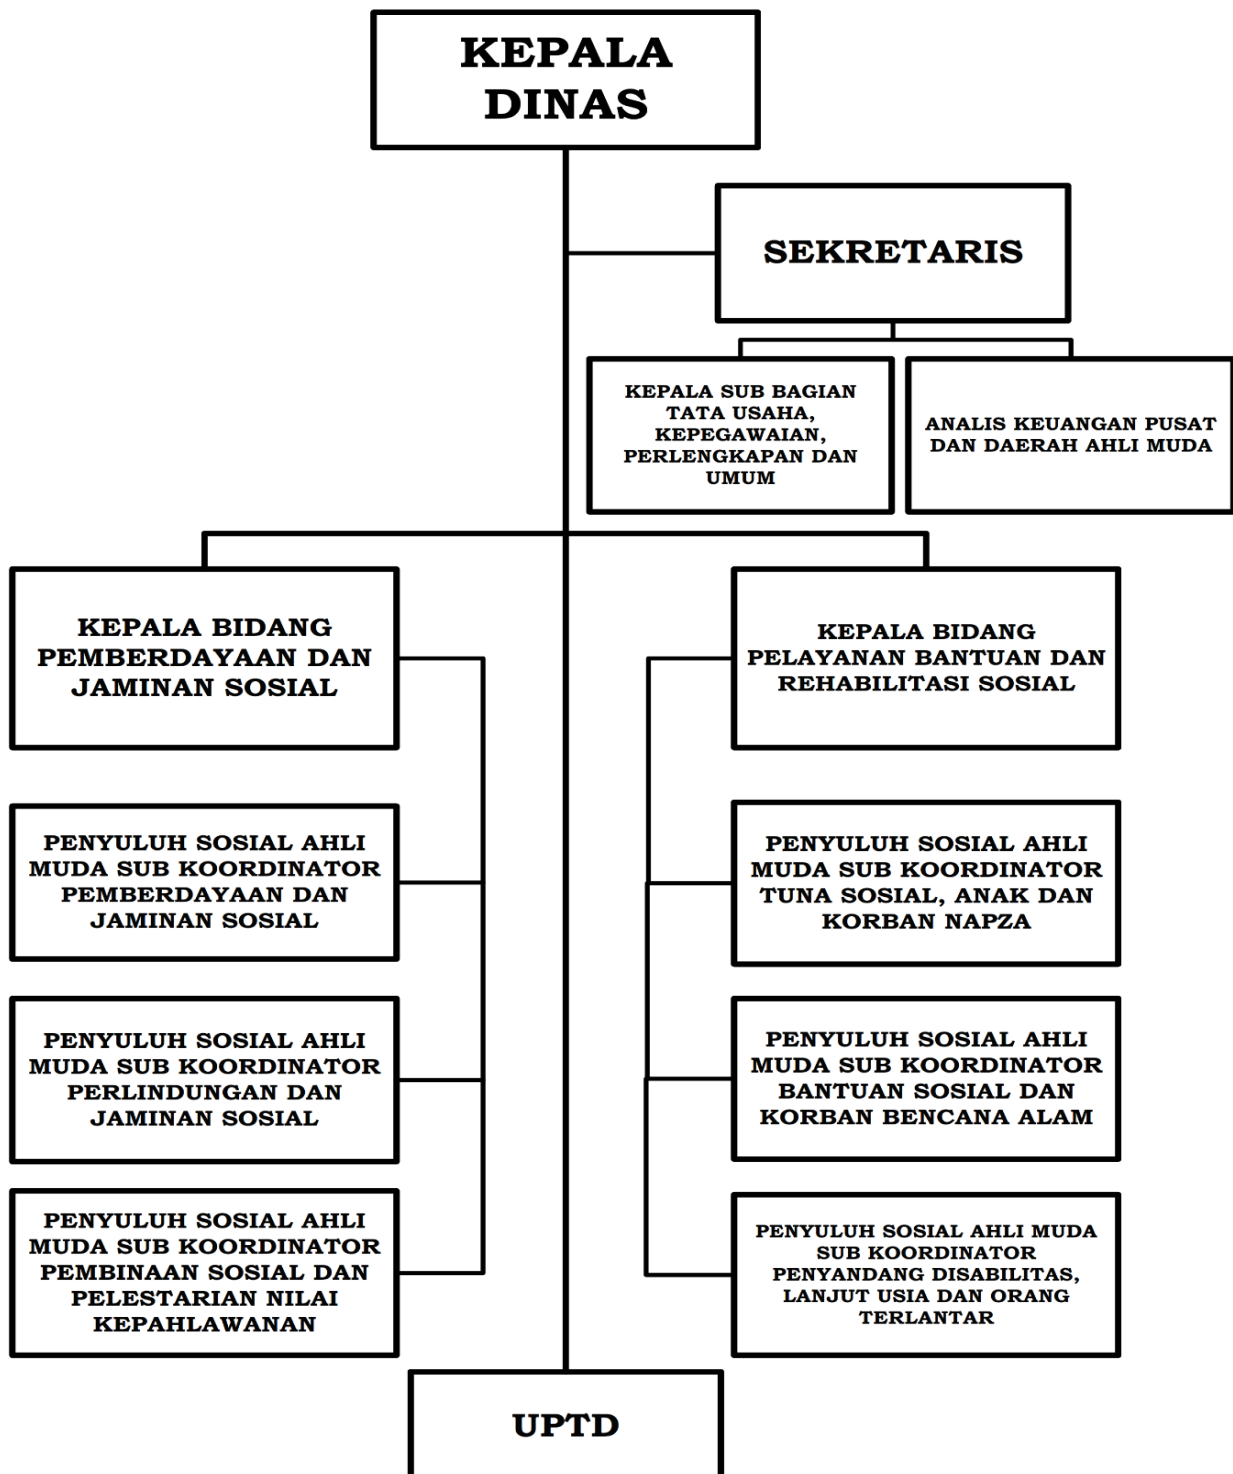 KEPALA
DINAS
SEKRETARIS
KEPALA SUB BAGIAN
TATA USAHA,
KEPEGAWAIAN,
PERLENGKAPAN DAN
UMUM
ANALIS KEUANGAN PUSAT
DAN DAERAH AHLI MUDA
KEPALA BIDANG
PEMBERDAYAAN DAN
JAMINAN SOSIAL
KEPALA BIDANG
PELAYANAN BANTUAN DAN
REHABILITASI SOSIAL
PENYULUH SOSIAL AHLI
MUDA SUB KOORDINATOR
PEMBERDAYAAN DAN
JAMINAN SOSIAL
PENYULUH SOSIAL AHLI
MUDA SUB KOORDINATOR
TUNA SOSIAL, ANAK DAN
KORBAN NAPZA
PENYULUH SOSIAL AHLI
MUDA SUB KOORDINATOR
PERLINDUNGAN DAN
JAMINAN SOSIAL
PENYULUH SOSIAL AHLI
MUDA SUB KOORDINATOR
BANTUAN SOSIAL DAN
KORBAN BENCANA ALAM
PENYULUH SOSIAL AHLI
MUDA SUB KOORDINATOR
PEMBINAAN SOSIAL DAN
PELESTARIAN NILAI
KEPAHLAWANAN
PENYULUH SOSIAL AHLI MUDA
SUB KOORDINATOR
PENYANDANG DISABILITAS,
LANJUT USIA DAN ORANG
TERLANTAR
UPTD